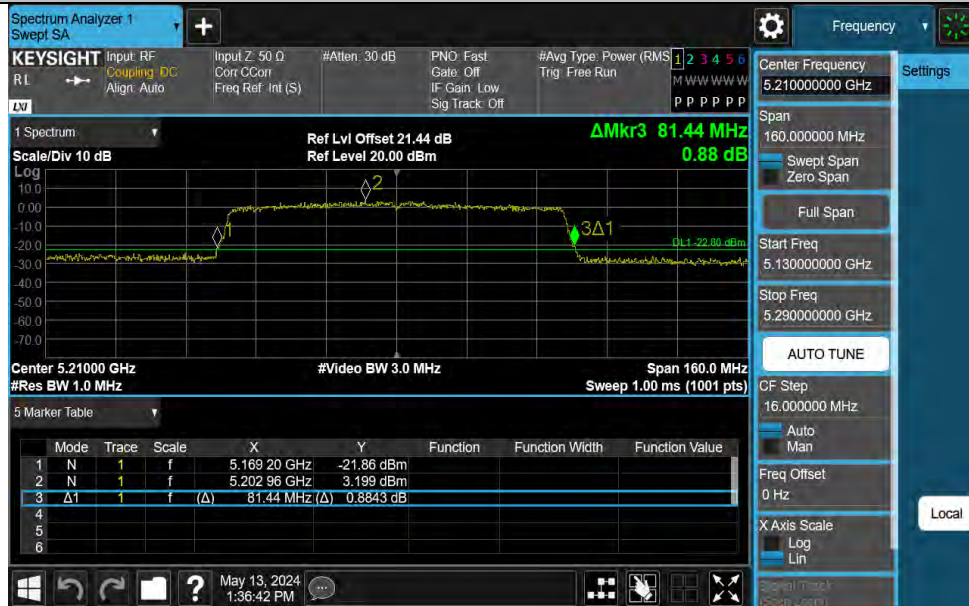 Spectrum Analyzer 1
Swept SA
+
Frequency
KEYSIGHT
RL
LXI
Input: RF
Coupling: DC
Align: Auto
Input Z: 50 Ω
Corr CCorr
Freq Ref: Int (S)
#Atten: 30 dB
PNO: Fast
Gate: Off
IF Gain: Low
Sig Track: Off
#Avg Type: Power (RMS
Trig: Free Run
1 2 3 4 5 6
M W W W W W
P P P P P P
1 Spectrum
Scale/Div 10 dB
Ref Lvl Offset 21.44 dB
Ref Level 20.00 dBm
ΔMkr3 81.44 MHz
0.88 dB
Log
10.0
0.00
-10.0
-20.0
-30.0
-40.0
-50.0
-60.0
-70.0
1
2
3Δ1
DL1 -22.80 dBm
Center 5.21000 GHz
#Res BW 1.0 MHz
#Video BW 3.0 MHz
Span 160.0 MHz
Sweep 1.00 ms (1001 pts)
5 Marker Table
Mode Trace Scale X Y Function Function Width Function Value
1 N 1 f 5.169 20 GHz -21.86 dBm
2 N 1 f 5.202 96 GHz 3.199 dBm
3 Δ1 1 f (Δ) 81.44 MHz (Δ) 0.8843 dB
4
5
6
May 13, 2024
1:36:42 PM
?
Center Frequency
5.210000000 GHz
Span
160.000000 MHz
Swept Span
Zero Span
Full Span
Start Freq
5.130000000 GHz
Stop Freq
5.290000000 GHz
AUTO TUNE
CF Step
16.000000 MHz
Auto
Man
Freq Offset
0 Hz
X Axis Scale
Log
Lin
Signal Track
(Span Zoom)
Settings
Local